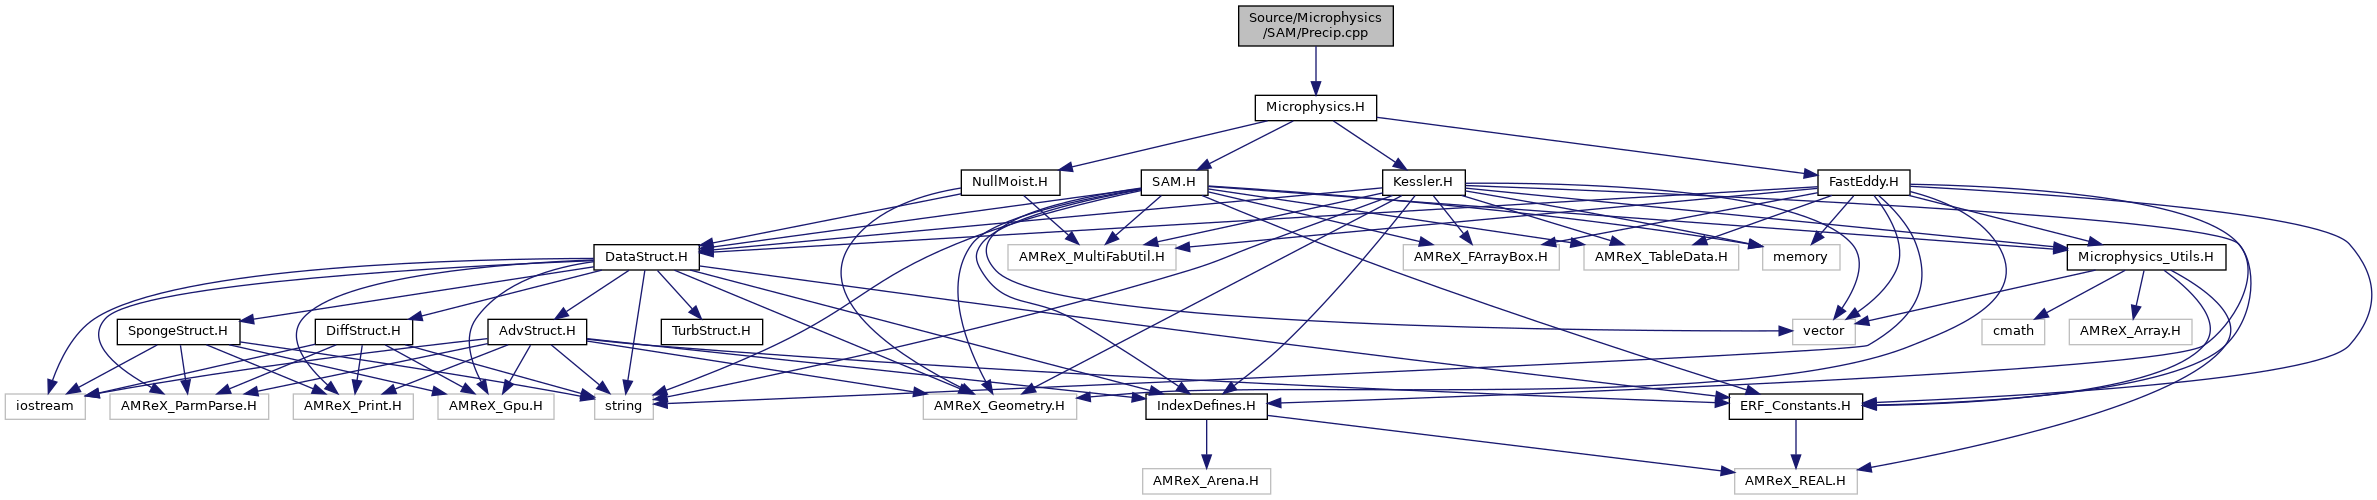 Source/Microphysics
/SAM/Precip.cpp
Microphysics.H
NullMoist.H
SAM.H
Kessler.H
FastEddy.H
DataStruct.H
AMReX_MultiFabUtil.H
AMReX_FArrayBox.H
AMReX_TableData.H
memory
Microphysics_Utils.H
SpongeStruct.H
DiffStruct.H
AdvStruct.H
TurbStruct.H
vector
cmath
AMReX_Array.H
iostream
AMReX_ParmParse.H
AMReX_Print.H
AMReX_Gpu.H
string
AMReX_Geometry.H
IndexDefines.H
ERF_Constants.H
AMReX_Arena.H
AMReX_REAL.H